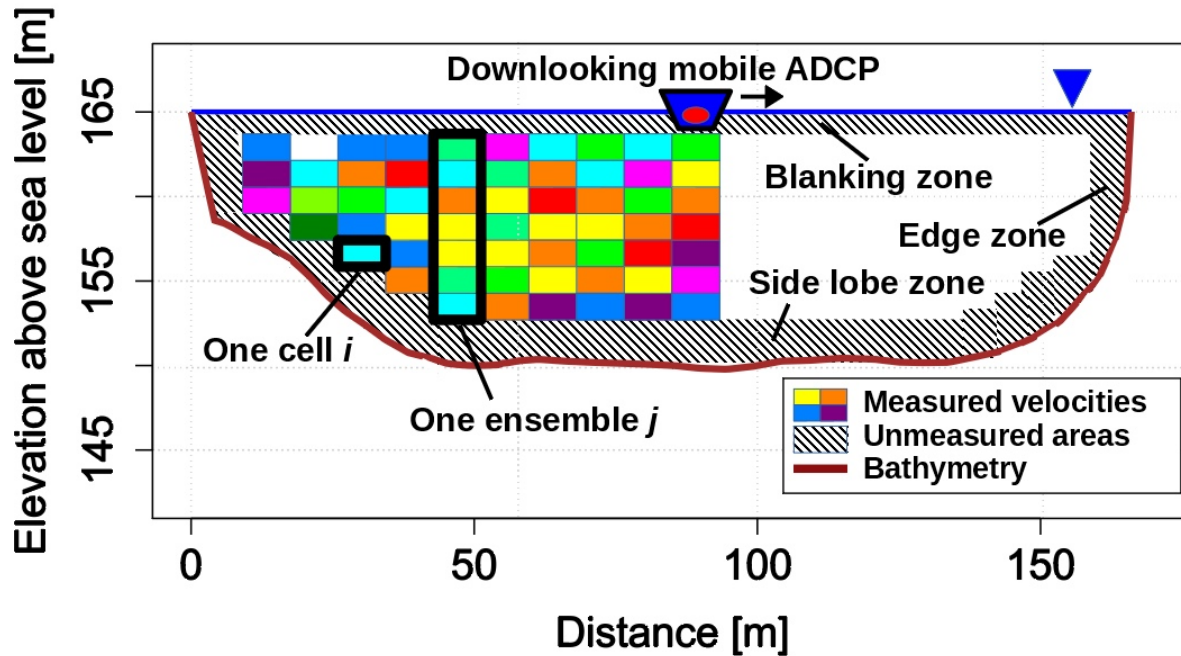 Elevation above sea level [m]
165
155
145
Downlooking mobile ADCP
Blanking zone
Edge zone
Side lobe zone
One cell i
One ensemble j
Measured velocities
Unmeasured areas
Bathymetry
0
50
100
150
Distance [m]